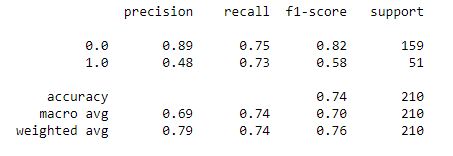 precision recall f1-score support
0.0 0.89 0.75 0.82 159
1.0 0.48 0.73 0.58 51
accuracy 0.74 210
macro avg 0.69 0.74 0.70 210
weighted avg 0.79 0.74 0.76 210